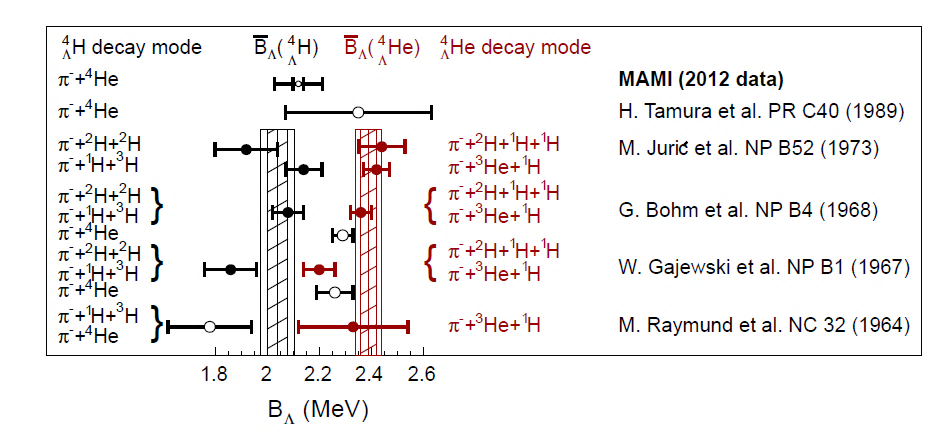 ⁴ΛH decay mode B̅Λ(⁴ΛH) B̅Λ(⁴ΛHe) ⁴ΛHe decay mode
π⁻+⁴He MAMI (2012 data)
π⁻+⁴He H. Tamura et al. PR C40 (1989)
π⁻+²H+²H π⁻+²H+¹H+¹H M. Jurić et al. NP B52 (1973)
π⁻+¹H+³H π⁻+³He+¹H
π⁻+²H+²H } { π⁻+²H+¹H+¹H
π⁻+¹H+³H π⁻+³He+¹H G. Bohm et al. NP B4 (1968)
π⁻+⁴He
π⁻+²H+²H } { π⁻+²H+¹H+¹H
π⁻+¹H+³H π⁻+³He+¹H W. Gajewski et al. NP B1 (1967)
π⁻+⁴He
π⁻+¹H+³H } π⁻+³He+¹H M. Raymund et al. NC 32 (1964)
π⁻+⁴He
1.8 2 2.2 2.4 2.6
BΛ (MeV)